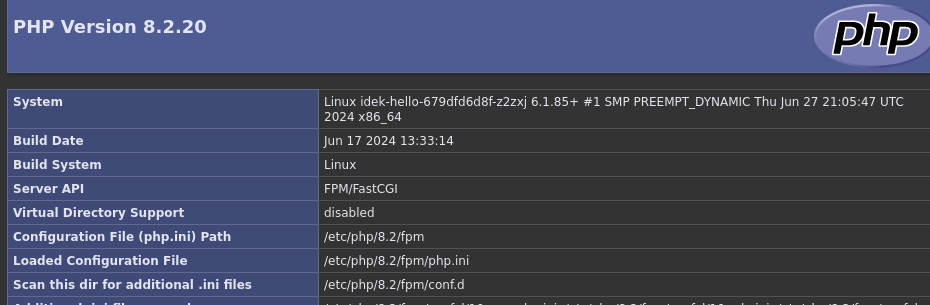 PHP Version 8.2.20
php
System
Linux idek-hello-679dfd6d8f-z2zxj 6.1.85+ #1 SMP PREEMPT_DYNAMIC Thu Jun 27 21:05:47 UTC
2024 x86_64
Build Date
Jun 17 2024 13:33:14
Build System
Linux
Server API
FPM/FastCGI
Virtual Directory Support
disabled
Configuration File (php.ini) Path
/etc/php/8.2/fpm
Loaded Configuration File
/etc/php/8.2/fpm/php.ini
Scan this dir for additional .ini files
/etc/php/8.2/fpm/conf.d